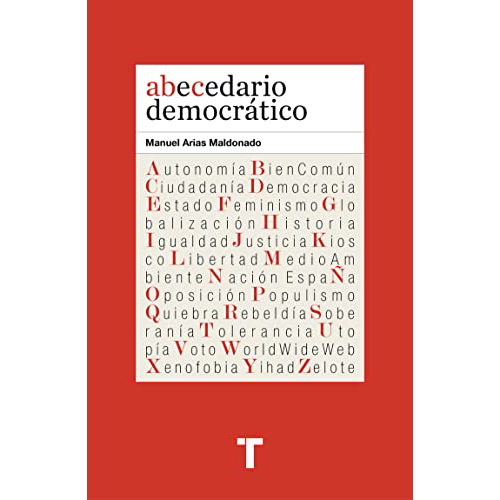 abecedario
democrático
Manuel Arias Maldonado
AutonomíaBienComún
CiudadaníaDemocracia
EstadoFeminismoGlo
balizaciónHistoria
IgualdadJusticiaKios
coLibertadMedioAm
bienteNaciónEspaÑa
OposiciónPopulismo
QuiebraRebeldíaSobe
raníaToleranciaUto
píaVotoWorldWideWeb
XenofobiaYihadZelote
T